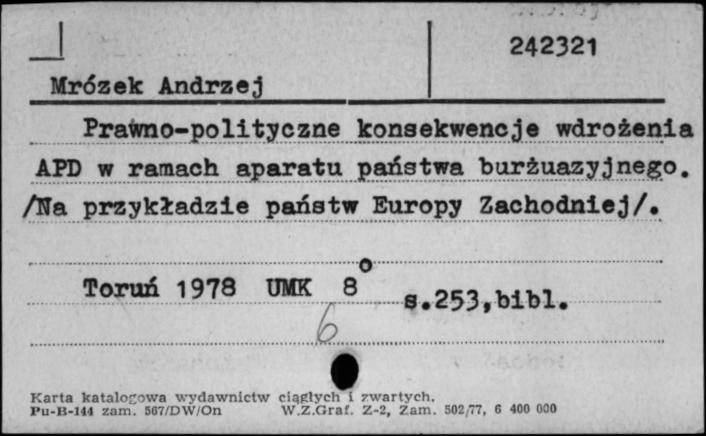 242321
Mrózek Andrzej
Prawno-polityczne konsekwencje wdrożenia
APD w ramach aparatu państwa burżuazyjnego.
/Na przykładzie państw Europy Zachodniej/.
Toruń 1978 UMK 8° s.253,bibl.
6
Karta katalogowa wydawnictw ciągłych i zwartych.
Pu-B-144 zam. 567/DW/On W.Z.Graf. Z-2, Zam. 502/77, 6 400 000